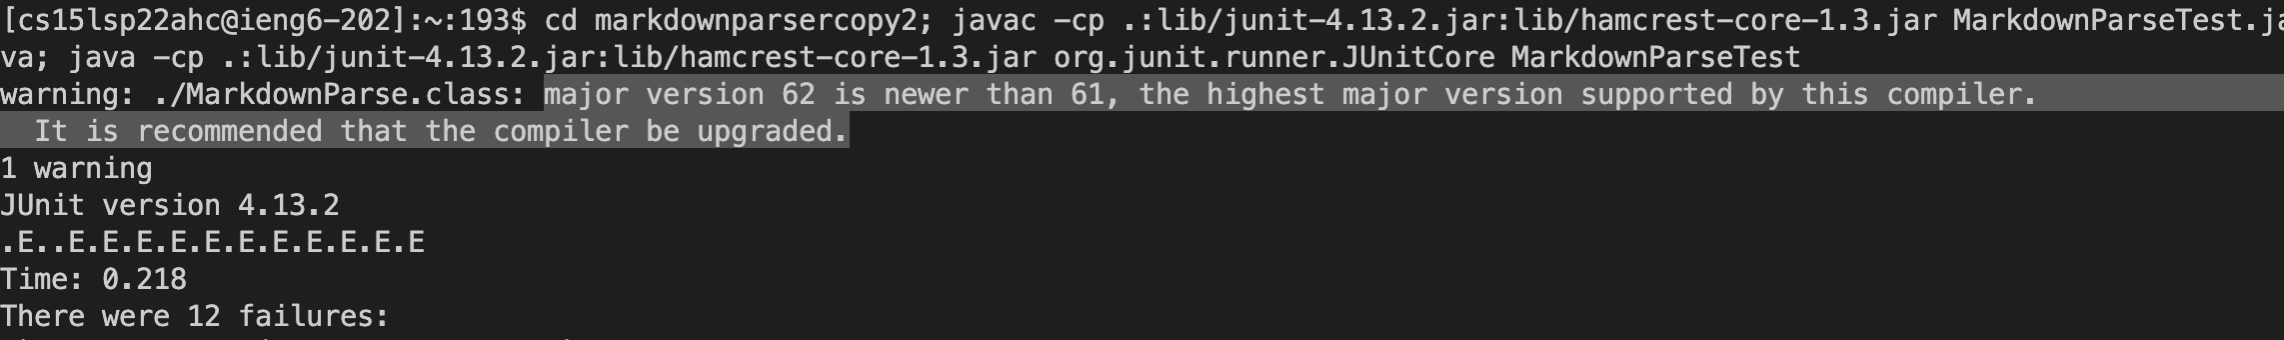 [cs15lsp22ahc@ieng6-202]:~:193$ cd markdownparsercopy2; javac -cp .:lib/junit-4.13.2.jar:lib/hamcrest-core-1.3.jar MarkdownParseTest.ja
va; java -cp .:lib/junit-4.13.2.jar:lib/hamcrest-core-1.3.jar org.junit.runner.JUnitCore MarkdownParseTest
warning: ./MarkdownParse.class: major version 62 is newer than 61, the highest major version supported by this compiler.
  It is recommended that the compiler be upgraded.
1 warning
JUnit version 4.13.2
.E..E.E.E.E.E.E.E.E.E.E.E
Time: 0.218
There were 12 failures: